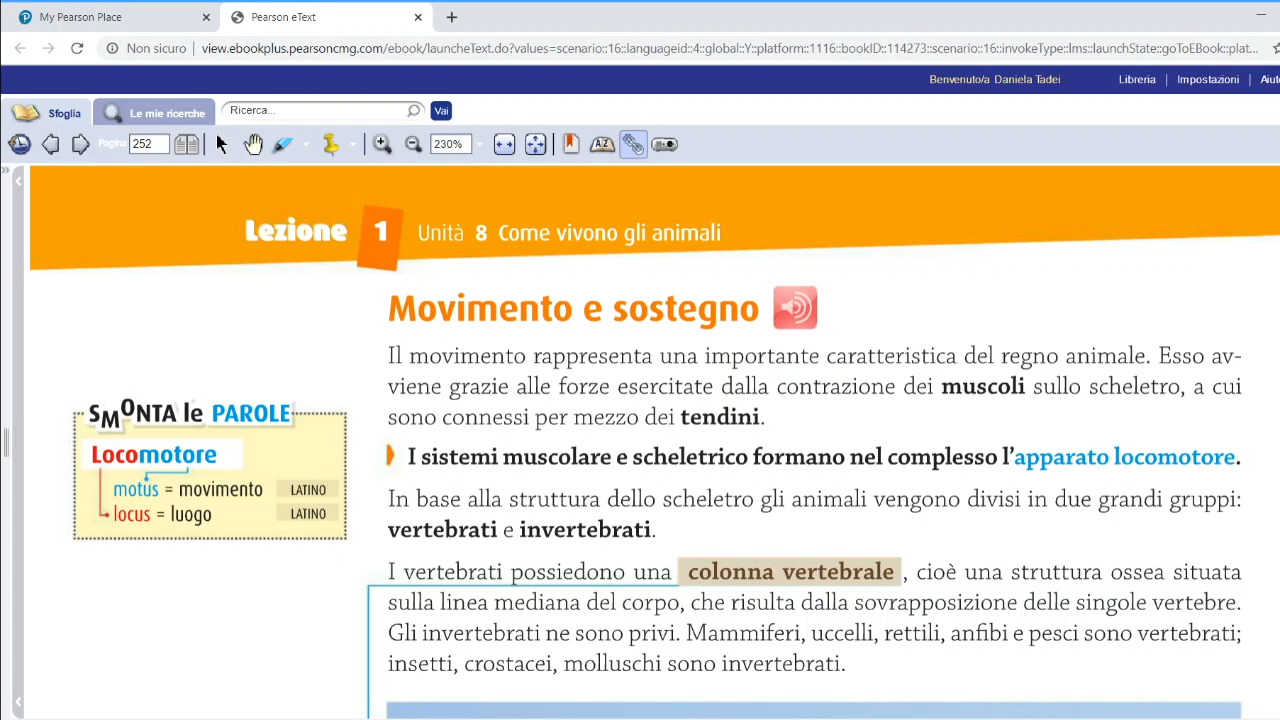 My Pearson Place
Pearson eText
Non sicuro | view.ebookplus.pearsoncmg.com/ebook/launcheText.do?values=scenario::16::languageid::4::global::Y::platform::1116::bookID::114273::scenario::16::invokeType::lms::launchState::goToEBook::plat...
Benvenuto/a Daniela Tadei
Libreria | Impostazioni | Aiut
Sfoglia
Le mie ricerche
Ricerca...
Vai
Pagina 252
230%
A Z
Lezione 1 Unità 8 Come vivono gli animali
Movimento e sostegno
Il movimento rappresenta una importante caratteristica del regno animale. Esso av-
viene grazie alle forze esercitate dalla contrazione dei muscoli sullo scheletro, a cui
sono connessi per mezzo dei tendini.
I sistemi muscolare e scheletrico formano nel complesso l'apparato locomotore.
In base alla struttura dello scheletro gli animali vengono divisi in due grandi gruppi:
vertebrati e invertebrati.
I vertebrati possiedono una colonna vertebrale, cioè una struttura ossea situata
sulla linea mediana del corpo, che risulta dalla sovrapposizione delle singole vertebre.
Gli invertebrati ne sono privi. Mammiferi, uccelli, rettili, anfibi e pesci sono vertebrati;
insetti, crostacei, molluschi sono invertebrati.
SMONTA le PAROLE
Locomotore
motus = movimento LATINO
locus = luogo LATINO